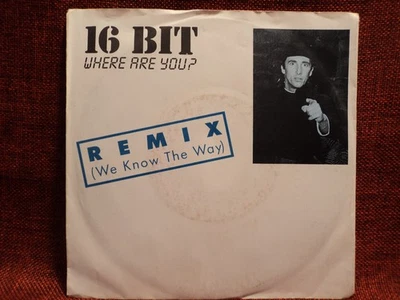 16 BIT
WHERE ARE YOU?
REMIX
(We Know The Way)